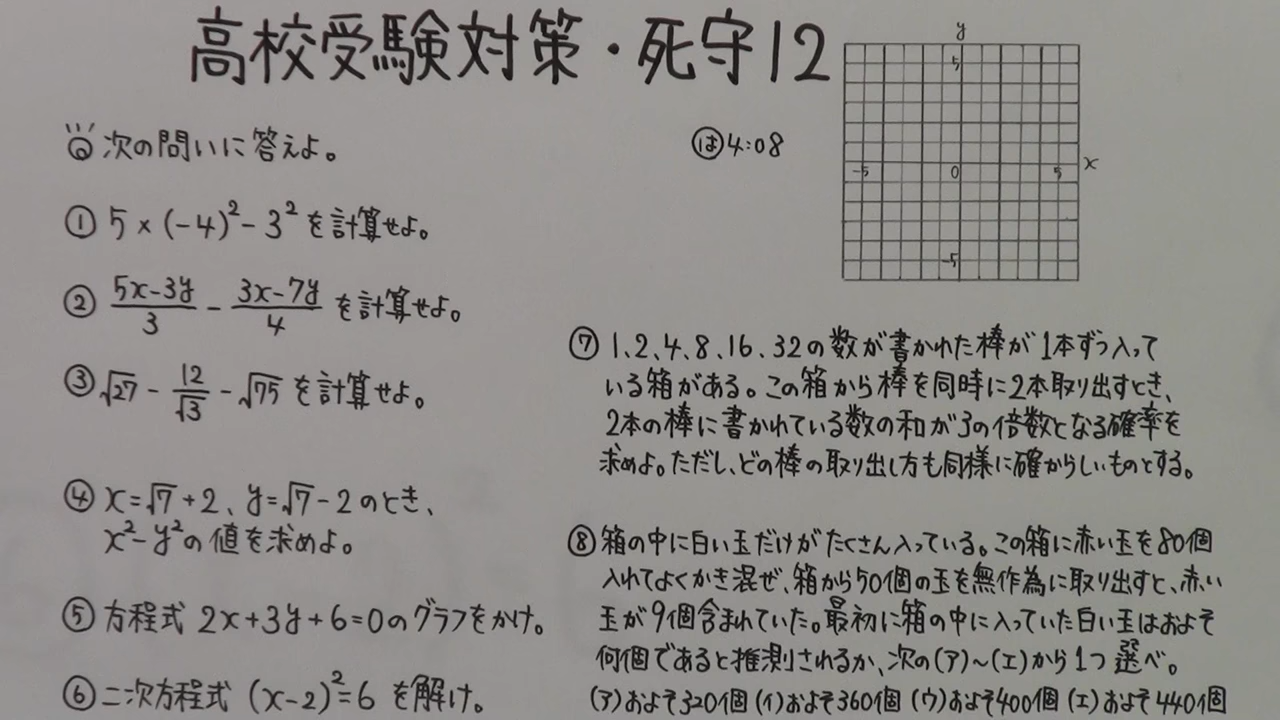 高校受験対策・死守12
次の問いに答えよ。
は 4:08
① 5×(-4)²-3²を計算せよ。
② (5x-3y)/3 - (3x-7y)/4 を計算せよ。
③ √27 - 12/√3 - √75 を計算せよ。
④ x=√7+2、y=√7-2のとき、
x²-y²の値を求めよ。
⑤ 方程式 2x+3y+6=0のグラフをかけ。
⑥ 二次方程式 (x-2)²=6 を解け。
y
5
-5 0 5 x
-5
⑦ 1、2、4、8、16、32の数が書かれた棒が1本ずつ入って
いる箱がある。この箱から棒を同時に2本取り出すとき、
2本の棒に書かれている数の和が3の倍数となる確率を
求めよ。ただし、どの棒の取り出し方も同様に確からしいものとする。
⑧ 箱の中に白い玉だけがたくさん入っている。この箱に赤い玉を80個
入れてよくかき混ぜ、箱から50個の玉を無作為に取り出すと、赤い
玉が9個含まれていた。最初に箱の中に入っていた白い玉はおよそ
何個であると推測されるか、次の(ア)～(エ)から1つ選べ。
(ア)およそ320個 (イ)およそ360個 (ウ)およそ400個 (エ)およそ440個